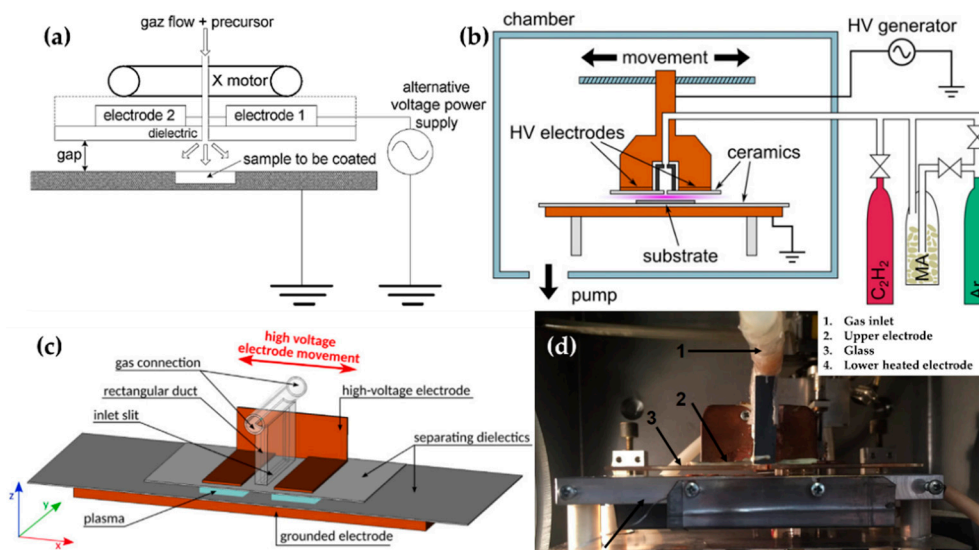 (a)
gaz flow + precursor
X motor
electrode 2
electrode 1
dielectric
alternative
voltage power
supply
gap
sample to be coated
(b)
chamber
HV generator
movement
HV electrodes
ceramics
substrate
pump
C₂H₂
MA
Ar
(c)
high voltage
electrode movement
gas connection
rectangular duct
inlet slit
high-voltage electrode
separating dielectrics
plasma
grounded electrode
z
y
x
(d)
1. Gas inlet
2. Upper electrode
3. Glass
4. Lower heated electrode
1
2
3